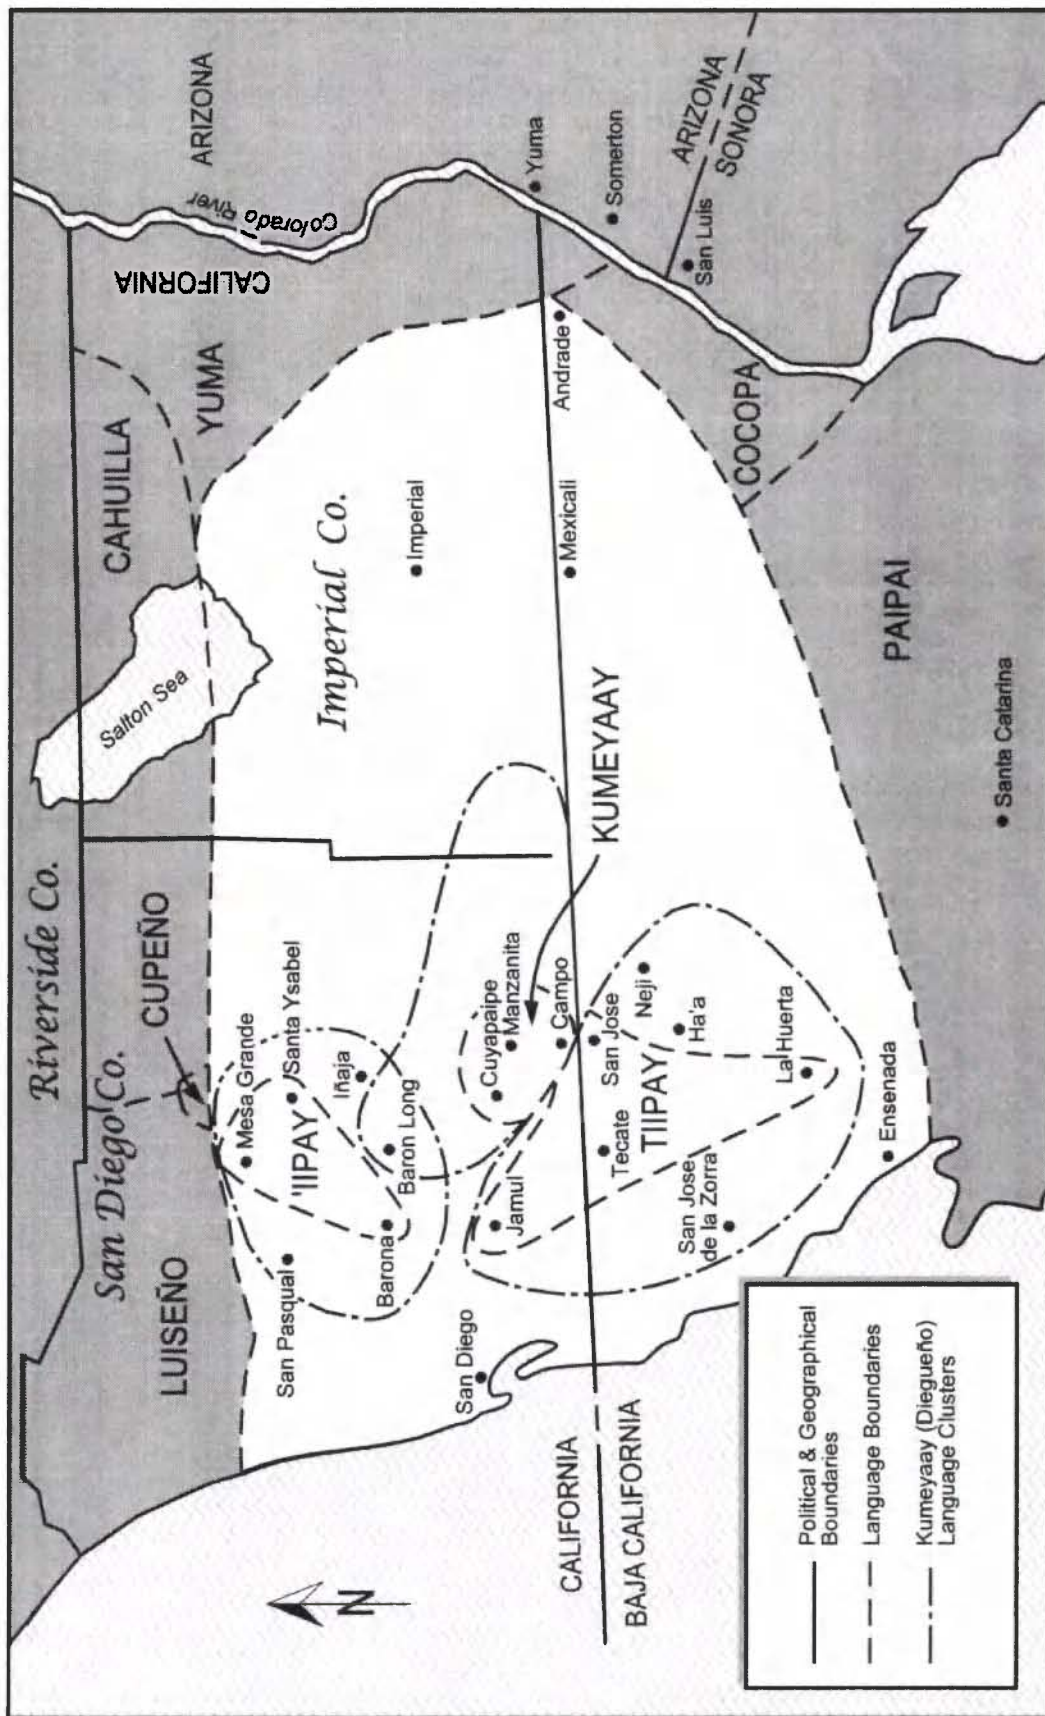 Riverside Co.
San Diego Co.
LUISEÑO
CUPEÑO
CAHUILLA
YUMA
CALIFORNIA
Colorado River
ARIZONA
Salton Sea
Mesa Grande
Santa Ysabel
'IIPAY
San Pasqual
Iñaja
Baron Long
Barona
Imperial Co.
Imperial
San Diego
Jamul
Cuyapaipe
Manzanita
Campo
KUMEYAAY
Mexicali
Andrade
Yuma
Somerton
San Luis
ARIZONA
SONORA
COCOPA
CALIFORNIA
BAJA CALIFORNIA
Tecate
San Jose
Neji
TIIPAY
Ha'a
San Jose
de la Zorra
La Huerta
Ensenada
PAIPAI
Santa Catarina
N
Political & Geographical
Boundaries
Language Boundaries
Kumeyaay (Diegueño)
Language Clusters